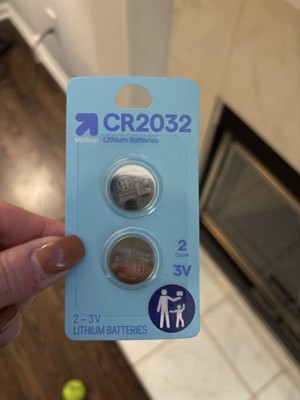 up&up
CR2032
Lithium Batteries
2
Count
3V
2 – 3V
LITHIUM BATTERIES